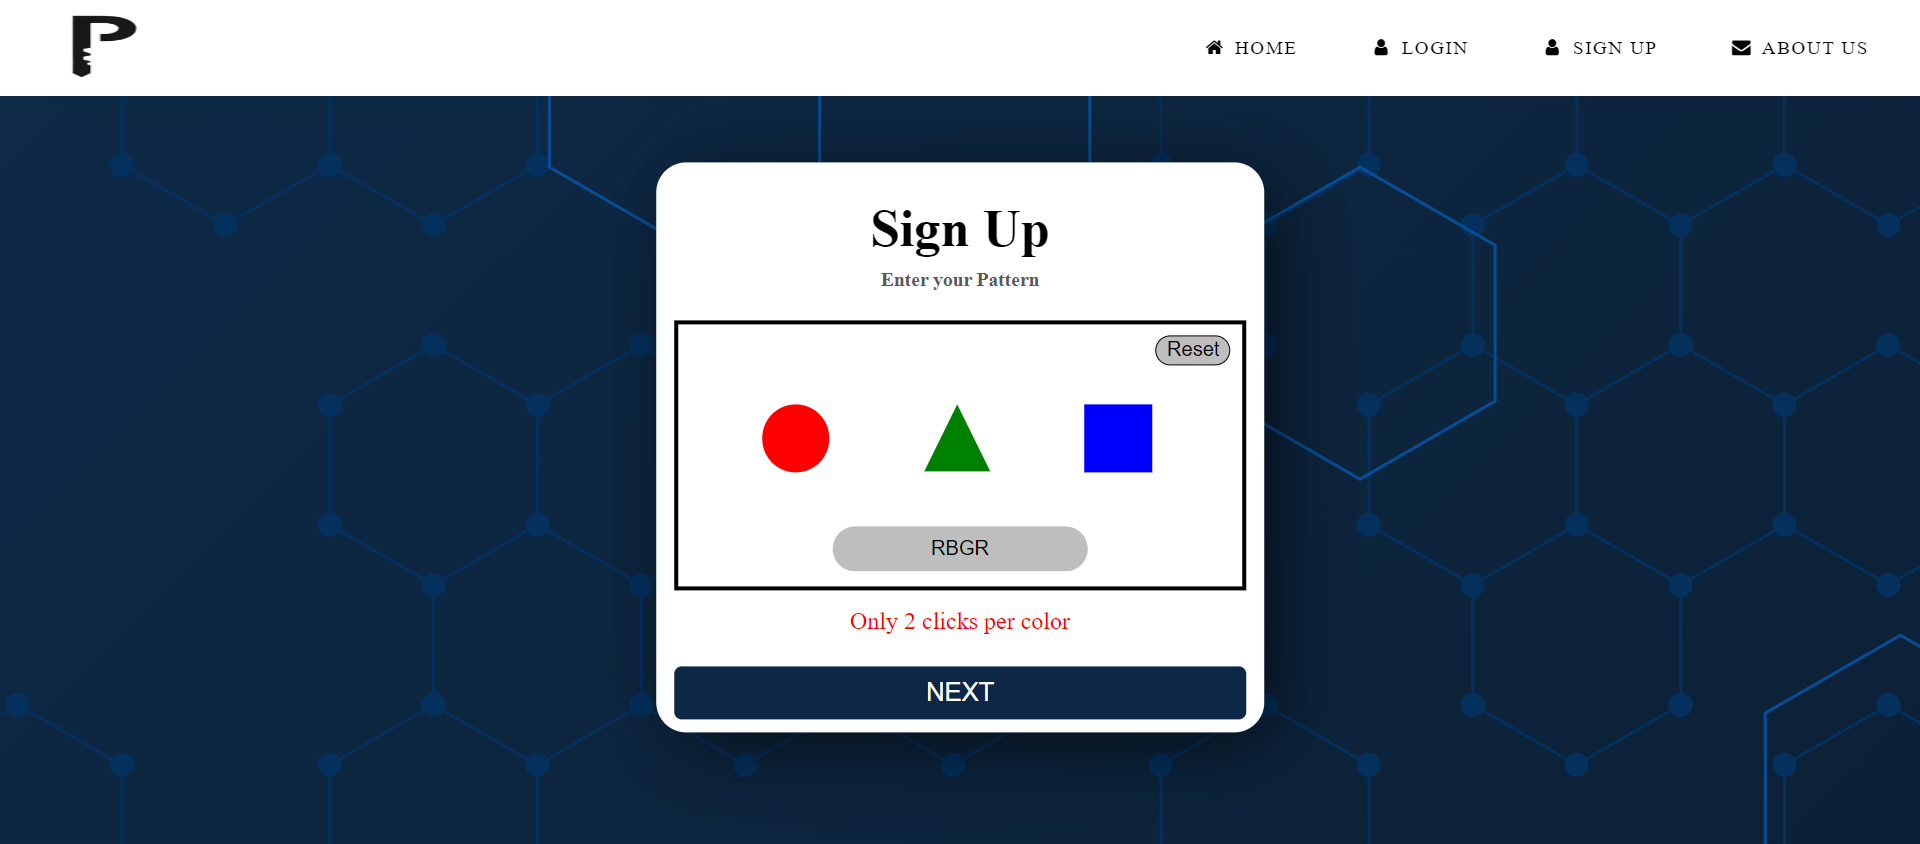 P
HOME
LOGIN
SIGN UP
ABOUT US
Sign Up
Enter your Pattern
Reset
RBGR
Only 2 clicks per color
NEXT